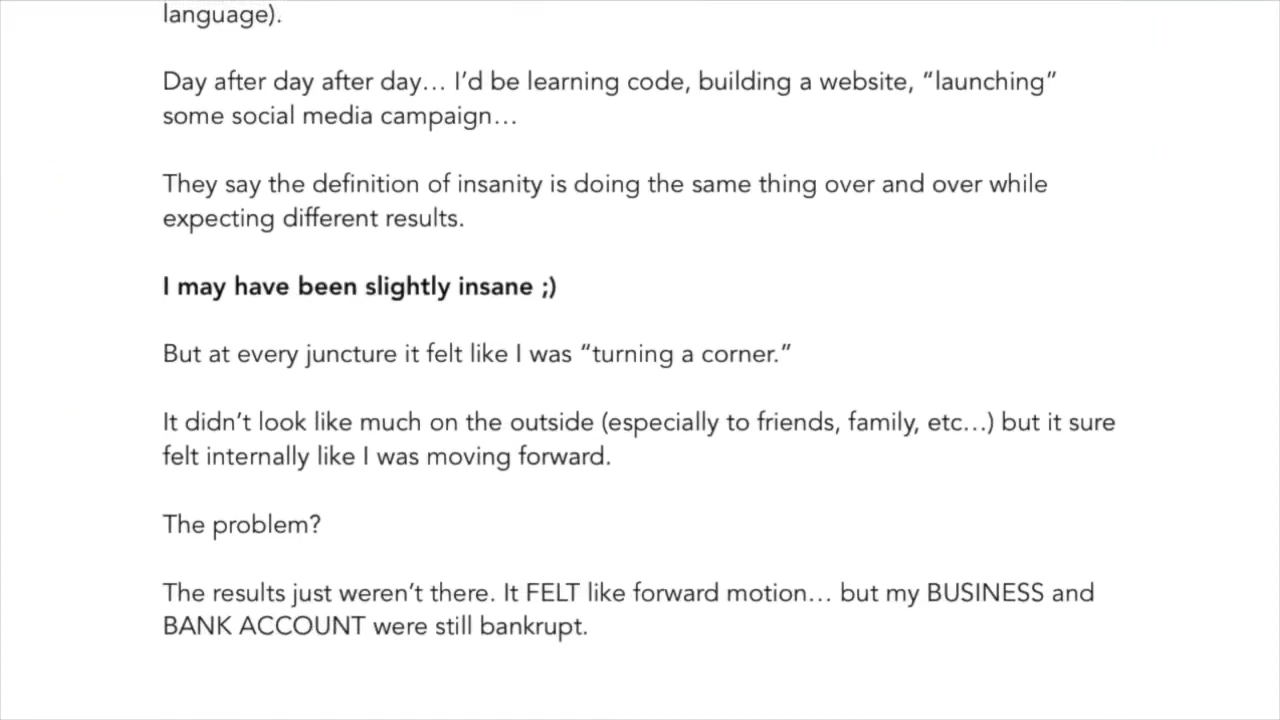 language).
Day after day after day… I’d be learning code, building a website, “launching”
some social media campaign…
They say the definition of insanity is doing the same thing over and over while
expecting different results.
I may have been slightly insane ;)
But at every juncture it felt like I was “turning a corner.”
It didn’t look like much on the outside (especially to friends, family, etc…) but it sure
felt internally like I was moving forward.
The problem?
The results just weren’t there. It FELT like forward motion… but my BUSINESS and
BANK ACCOUNT were still bankrupt.